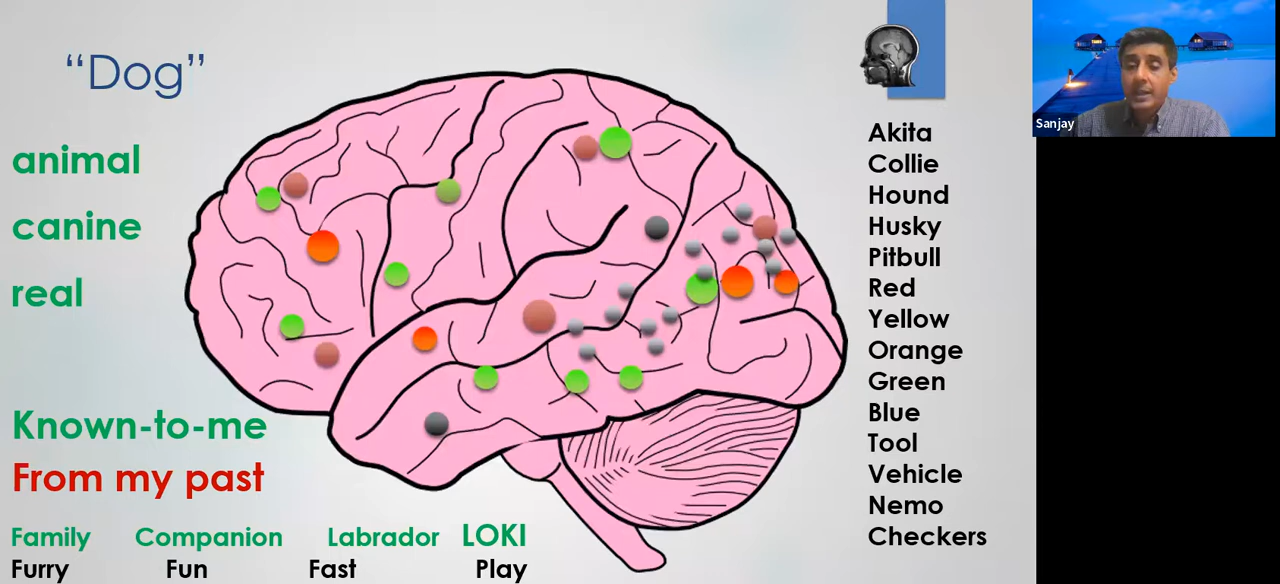 “Dog”
animal
canine
real
Known-to-me
From my past
Family Companion Labrador LOKI
Furry Fun Fast Play
Akita
Collie
Hound
Husky
Pitbull
Red
Yellow
Orange
Green
Blue
Tool
Vehicle
Nemo
Checkers
Sanjay